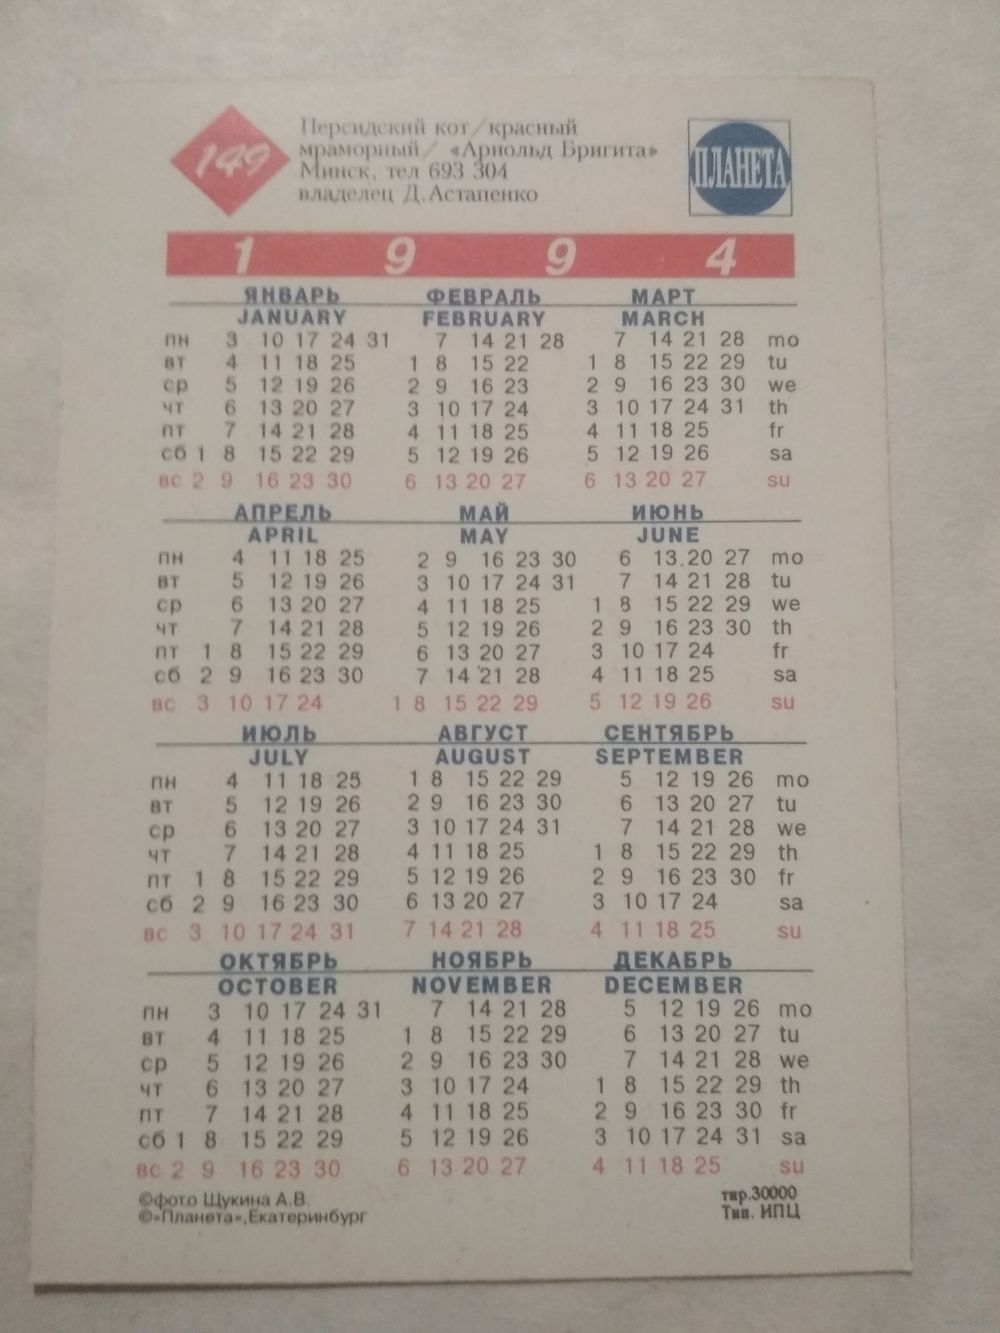 149
Персидский кот/красный
мраморный/ «Арнольд Бригита»
Минск, тел 693 304
владелец Д.Астапенко
ПЛАНЕТА
1 9 9 4
ЯНВАРЬ ФЕВРАЛЬ МАРТ
JANUARY FEBRUARY MARCH
пн 3 10 17 24 31 7 14 21 28 7 14 21 28 mo
вт 4 11 18 25 1 8 15 22 1 8 15 22 29 tu
ср 5 12 19 26 2 9 16 23 2 9 16 23 30 we
чт 6 13 20 27 3 10 17 24 3 10 17 24 31 th
пт 7 14 21 28 4 11 18 25 4 11 18 25 fr
сб 1 8 15 22 29 5 12 19 26 5 12 19 26 sa
вс 2 9 16 23 30 6 13 20 27 6 13 20 27 su
АПРЕЛЬ МАЙ ИЮНЬ
APRIL MAY JUNE
пн 4 11 18 25 2 9 16 23 30 6 13.20 27 mo
вт 5 12 19 26 3 10 17 24 31 7 14 21 28 tu
ср 6 13 20 27 4 11 18 25 1 8 15 22 29 we
чт 7 14 21 28 5 12 19 26 2 9 16 23 30 th
пт 1 8 15 22 29 6 13 20 27 3 10 17 24 fr
сб 2 9 16 23 30 7 14 21 28 4 11 18 25 sa
вс 3 10 17 24 1 8 15 22 29 5 12 19 26 su
ИЮЛЬ АВГУСТ СЕНТЯБРЬ
JULY AUGUST SEPTEMBER
пн 4 11 18 25 1 8 15 22 29 5 12 19 26 mo
вт 5 12 19 26 2 9 16 23 30 6 13 20 27 tu
ср 6 13 20 27 3 10 17 24 31 7 14 21 28 we
чт 7 14 21 28 4 11 18 25 1 8 15 22 29 th
пт 1 8 15 22 29 5 12 19 26 2 9 16 23 30 fr
сб 2 9 16 23 30 6 13 20 27 3 10 17 24 sa
вс 3 10 17 24 31 7 14 21 28 4 11 18 25 su
ОКТЯБРЬ НОЯБРЬ ДЕКАБРЬ
OCTOBER NOVEMBER DECEMBER
пн 3 10 17 24 31 7 14 21 28 5 12 19 26 mo
вт 4 11 18 25 1 8 15 22 29 6 13 20 27 tu
ср 5 12 19 26 2 9 16 23 30 7 14 21 28 we
чт 6 13 20 27 3 10 17 24 1 8 15 22 29 th
пт 7 14 21 28 4 11 18 25 2 9 16 23 30 fr
сб 1 8 15 22 29 5 12 19 26 3 10 17 24 31 sa
вс 2 9 16 23 30 6 13 20 27 4 11 18 25 su
©фото Щукина А.В. тир.30000
©«Планета»,Екатеринбург Тип. ИПЦ